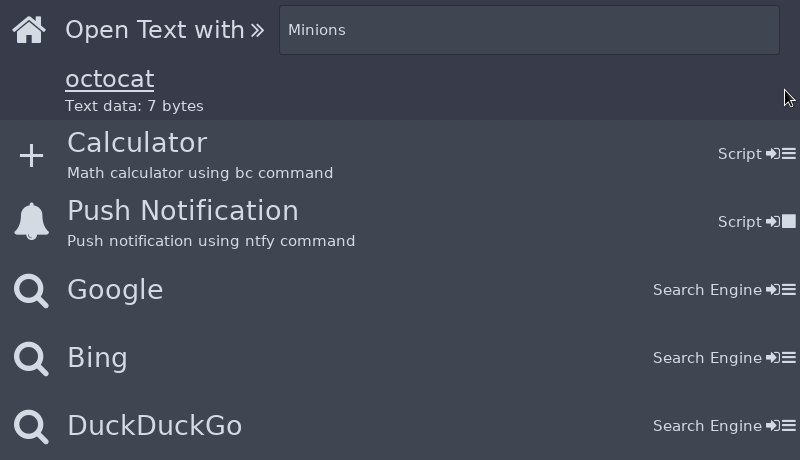 Open Text with »
Minions
octocat
Text data: 7 bytes
Calculator
Math calculator using bc command
Script
Push Notification
Push notification using ntfy command
Script
Google
Search Engine
Bing
Search Engine
DuckDuckGo
Search Engine